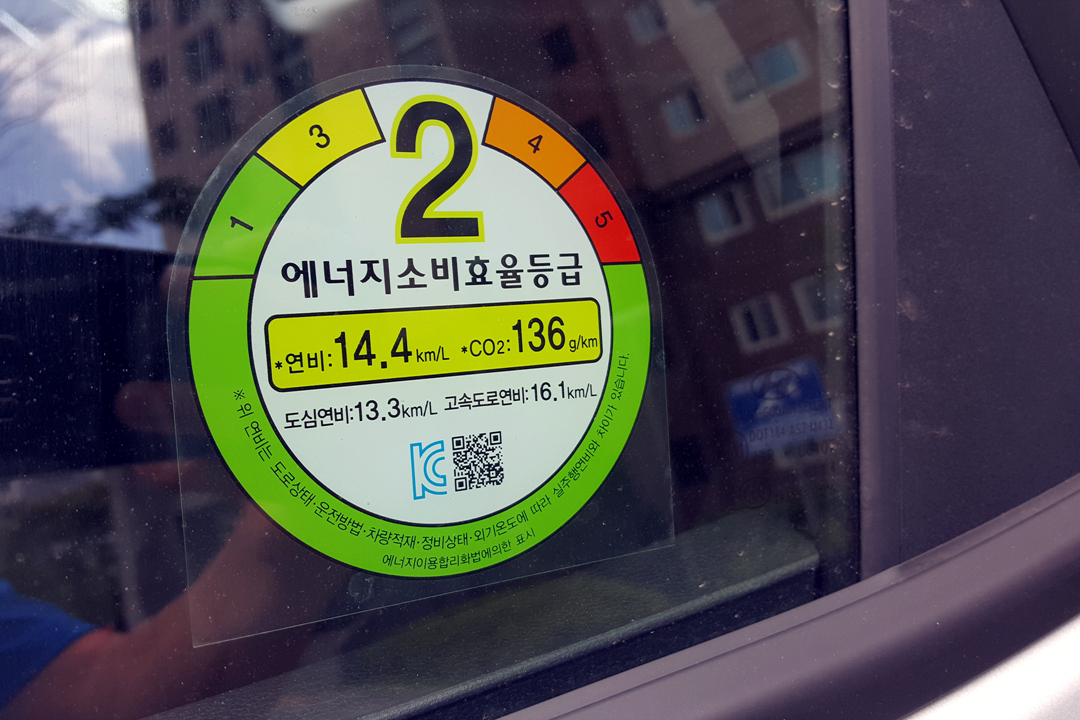 1
3
2
4
5
에너지소비효율등급
*연비:14.4km/L *CO2:136g/km
도심연비:13.3km/L 고속도로연비:16.1km/L
※ 위 연비는 도로상태·운전방법·차량적재·정비상태·외기온도에 따라 실주행연비와 차이가 있습니다.
에너지이용합리화법에의한 표시